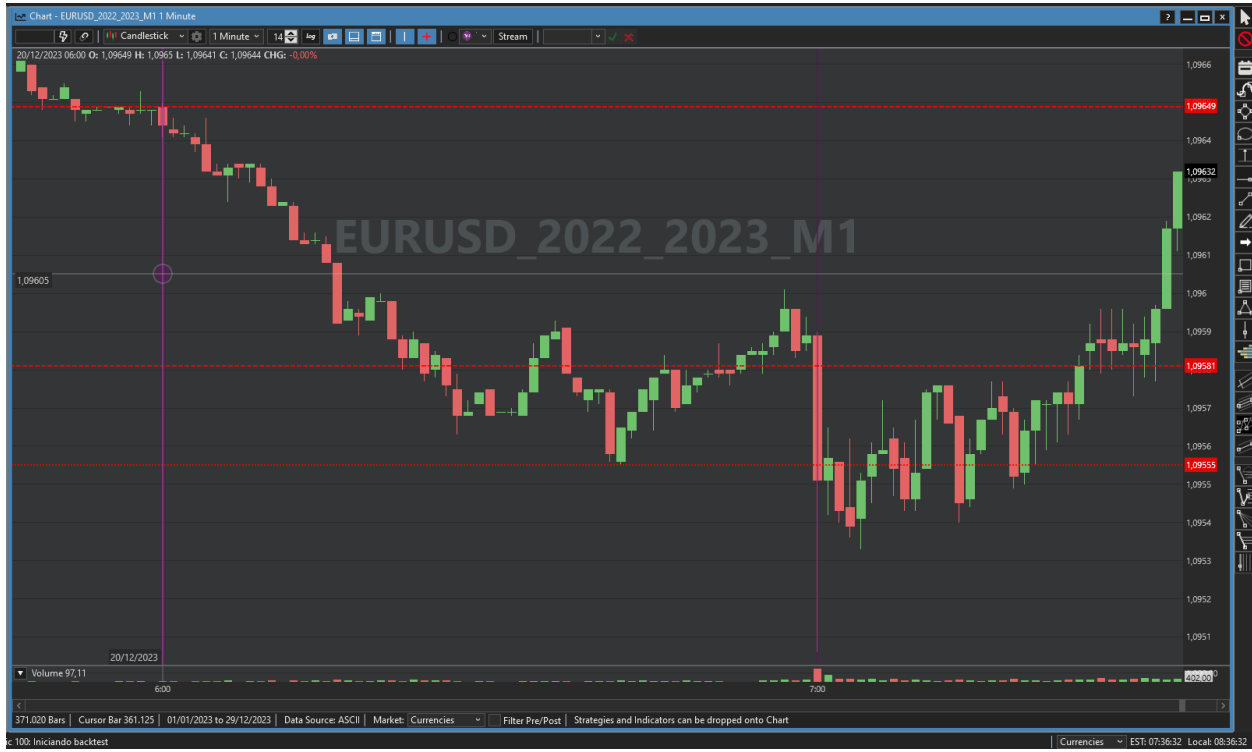 Chart - EURUSD_2022_2023_M1 1 Minute
?
Candlestick 1 Minute 14 log Stream
20/12/2023 06:00 O: 1,09649 H: 1,0965 L: 1,09641 C: 1,09644 CHG: -0,00%
1,0966
1,09649
1,0964
1,09632
1,0963
1,0962
EURUSD_2022_2023_M1
1,0961
1,09605
1,096
1,0959
1,09581
1,0957
1,0956
1,09555
1,0955
1,0954
1,0953
1,0952
1,0951
20/12/2023
Volume 97,11
402,00
6:00 7:00
371.020 Bars | Cursor Bar 361.125 | 01/01/2023 to 29/12/2023 | Data Source: ASCII | Market: Currencies Filter Pre/Post | Strategies and Indicators can be dropped onto Chart
ic 100: Iniciando backtest
Currencies EST: 07:36:32 Local: 08:36:32